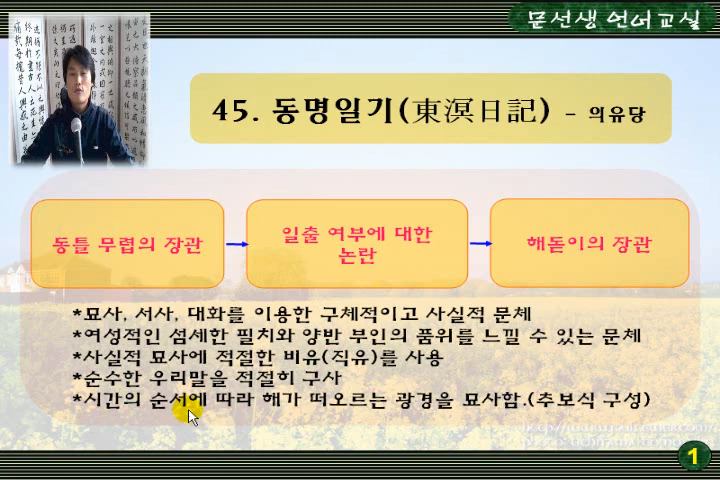 문선생 언어교실
45. 동명일기(東溟日記) - 의유당
동틀 무렵의 장관
일출 여부에 대한
논란
해돋이의 장관
*묘사, 서사, 대화를 이용한 구체적이고 사실적 문체
*여성적인 섬세한 필치와 양반 부인의 품위를 느낄 수 있는 문체
*사실적 묘사에 적절한 비유(직유)를 사용
*순수한 우리말을 적절히 구사
*시간의 순서에 따라 해가 떠오르는 광경을 묘사함.(추보식 구성)
1